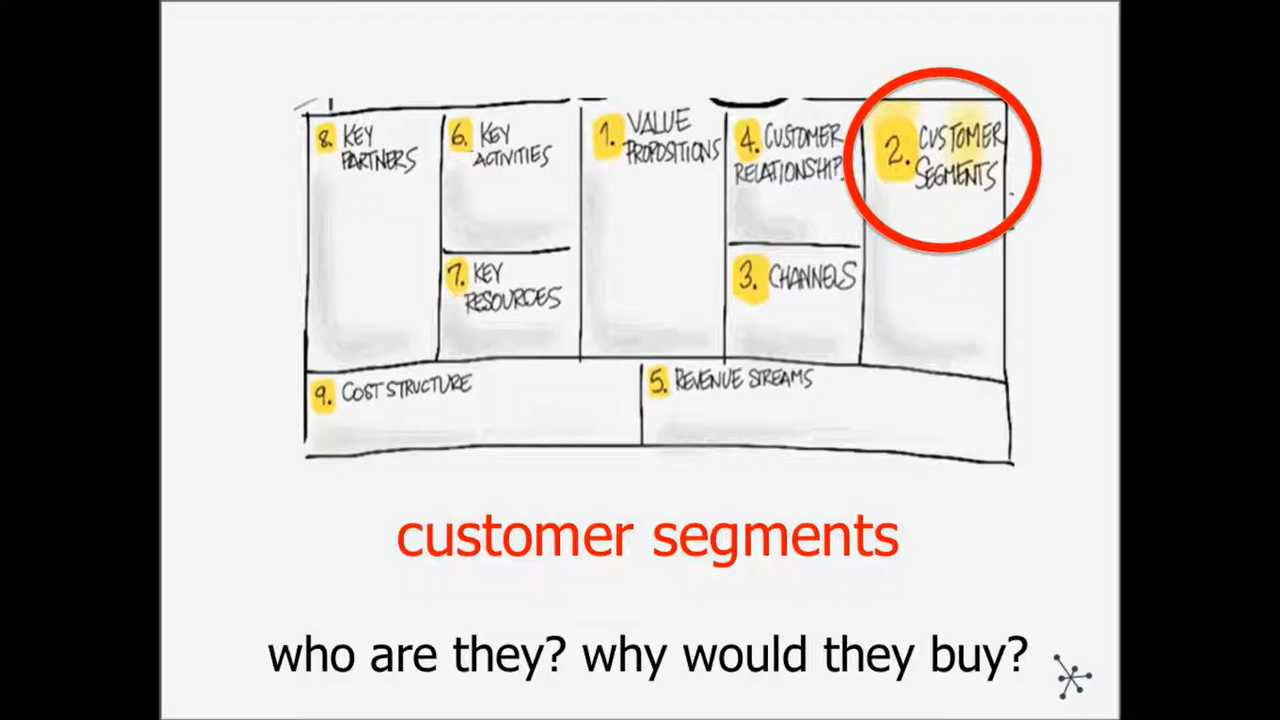 8. KEY
PARTNERS
6. KEY
ACTIVITIES
7. KEY
RESOURCES
1. VALUE
PROPOSITIONS
4. CUSTOMER
RELATIONSHIP
3. CHANNELS
2. CUSTOMER
SEGMENTS
9. COST STRUCTURE
5. REVENUE STREAMS
customer segments
who are they? why would they buy?